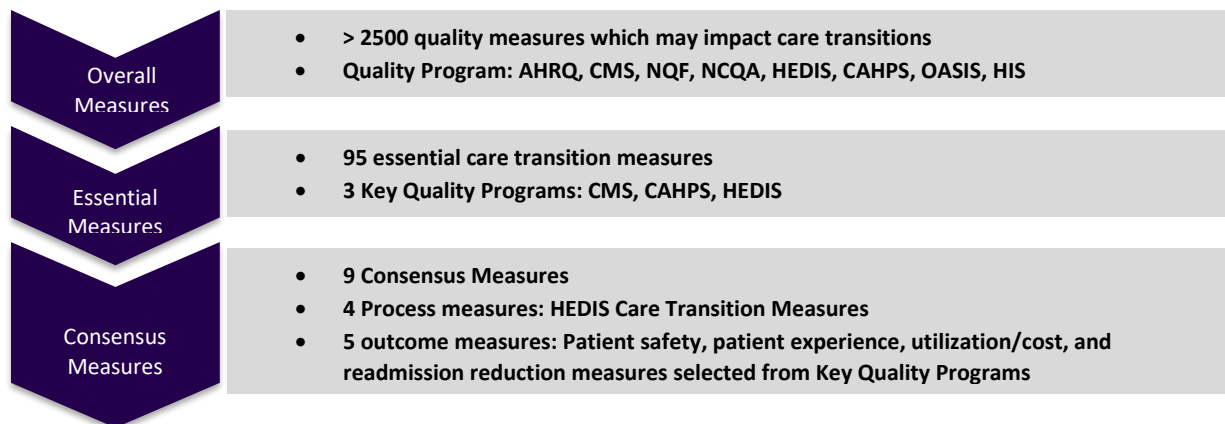 Overall
Measures
• > 2500 quality measures which may impact care transitions
• Quality Program: AHRQ, CMS, NQF, NCQA, HEDIS, CAHPS, OASIS, HIS
Essential
Measures
• 95 essential care transition measures
• 3 Key Quality Programs: CMS, CAHPS, HEDIS
Consensus
Measures
• 9 Consensus Measures
• 4 Process measures: HEDIS Care Transition Measures
• 5 outcome measures: Patient safety, patient experience, utilization/cost, and
readmission reduction measures selected from Key Quality Programs